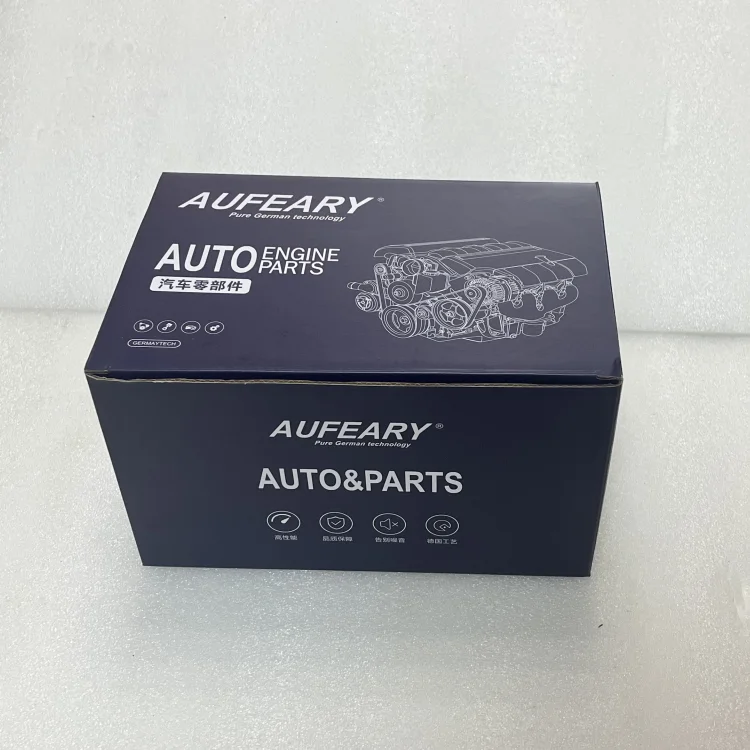 AUFEARY®
Pure German technology
AUTO ENGINE PARTS
汽车零部件
GERMAYTECH
AUFEARY®
Pure German technology
AUTO&PARTS
高性能 品质保障 告别噪音 德国工艺